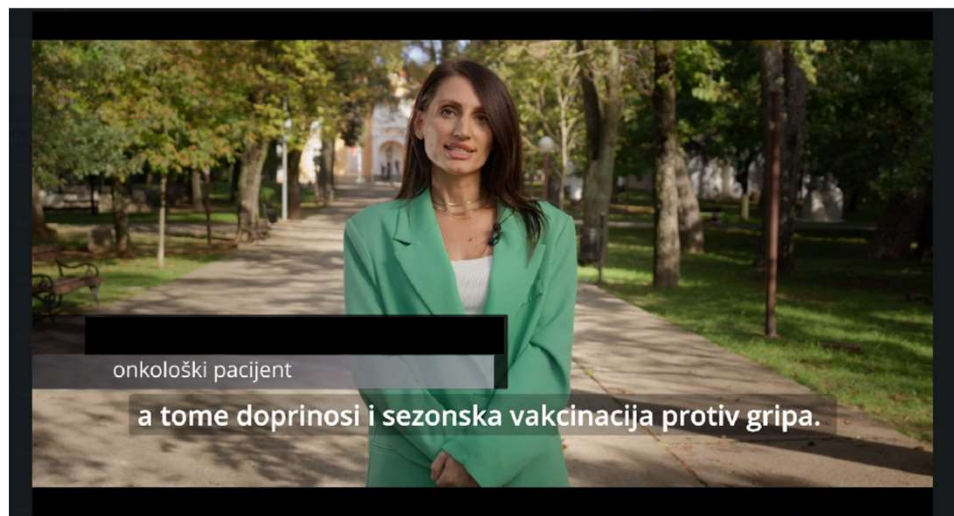 onkološki pacijent
a tome doprinosi i sezonska vakcinacija protiv gripa.